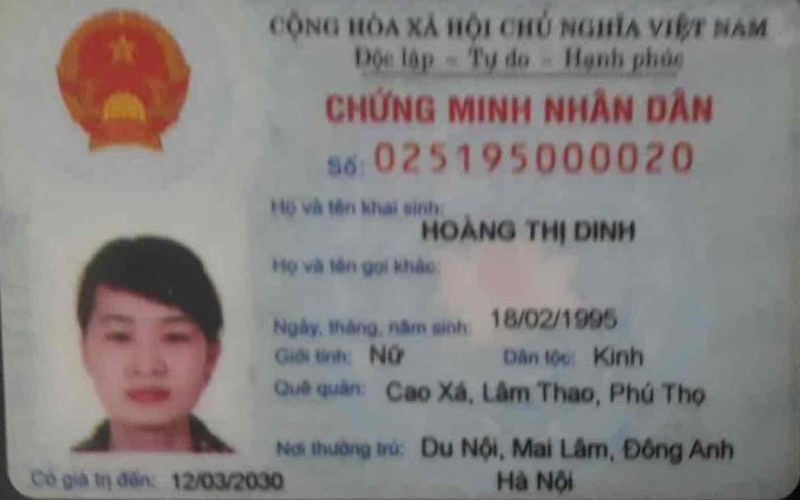 CỘNG HÒA XÃ HỘI CHỦ NGHĨA VIỆT NAM
Độc lập - Tự do - Hạnh phúc
CHỨNG MINH NHÂN DÂN
Số: 025195000020
Họ và tên khai sinh:
HOÀNG THỊ DINH
Họ và tên gọi khác:
Ngày, tháng, năm sinh: 18/02/1995
Giới tính: Nữ Dân tộc: Kinh
Quê quán: Cao Xá, Lâm Thao, Phú Thọ
Nơi thường trú: Du Nội, Mai Lâm, Đông Anh
Hà Nội
Có giá trị đến: 12/03/2030